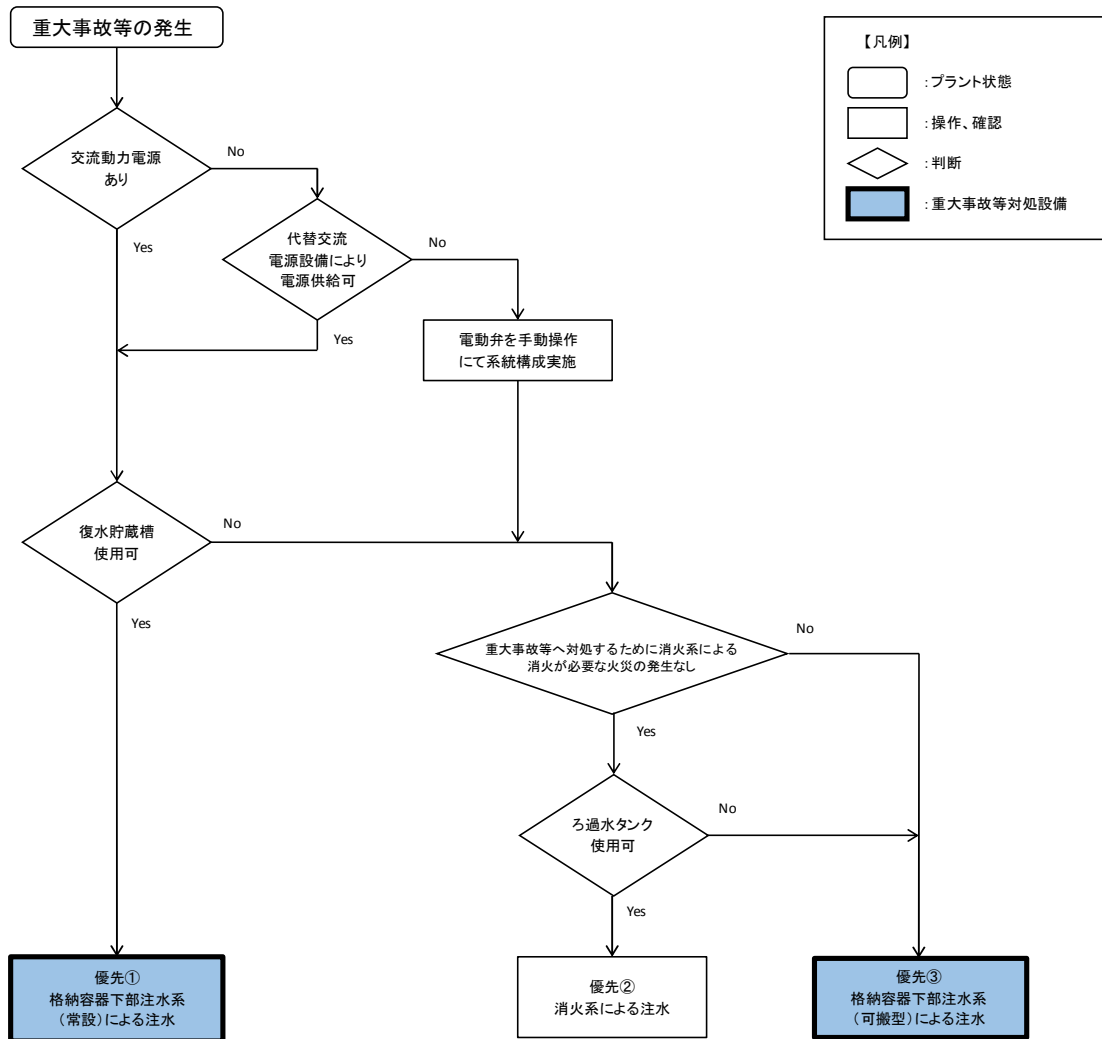 重大事故等の発生
【凡例】
：プラント状態
：操作、確認
：判断
：重大事故等対処設備
交流動力電源
あり
No
Yes
代替交流
電源設備により
電源供給可
No
Yes
電動弁を手動操作
にて系統構成実施
復水貯蔵槽
使用可
No
Yes
重大事故等へ対処するために消火系による
消火が必要な火災の発生なし
No
Yes
ろ過水タンク
使用可
No
Yes
優先①
格納容器下部注水系
（常設）による注水
優先②
消火系による注水
優先③
格納容器下部注水系
（可搬型）による注水